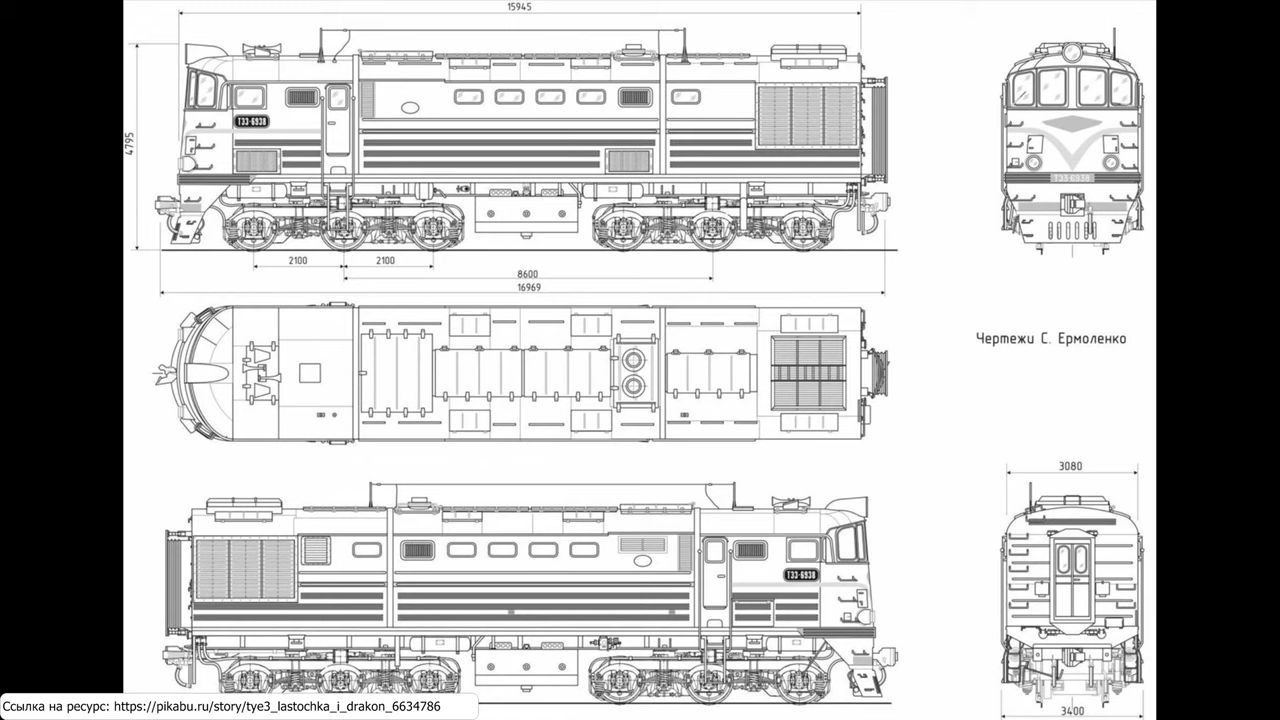 15945
4795
ТЭ3-6938
ТЭ3-6938
2100
2100
8600
16969
Чертежи С. Ермоленко
3080
ТЭ3-6938
3400
Ссылка на ресурс: https://pikabu.ru/story/tye3_lastochka_i_drakon_6634786